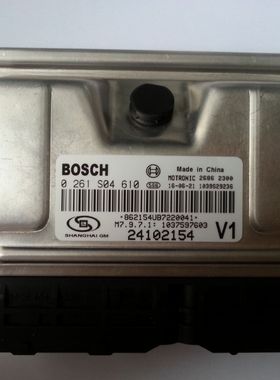 BOSCH
Made in China
MOTRONIC 2686 2300
0 261 S04 610
16-06-21 1039S29236
*862154UB7220041*
M7.9.7.1: 1037597603
SHANGHAI GM
24102154 V1